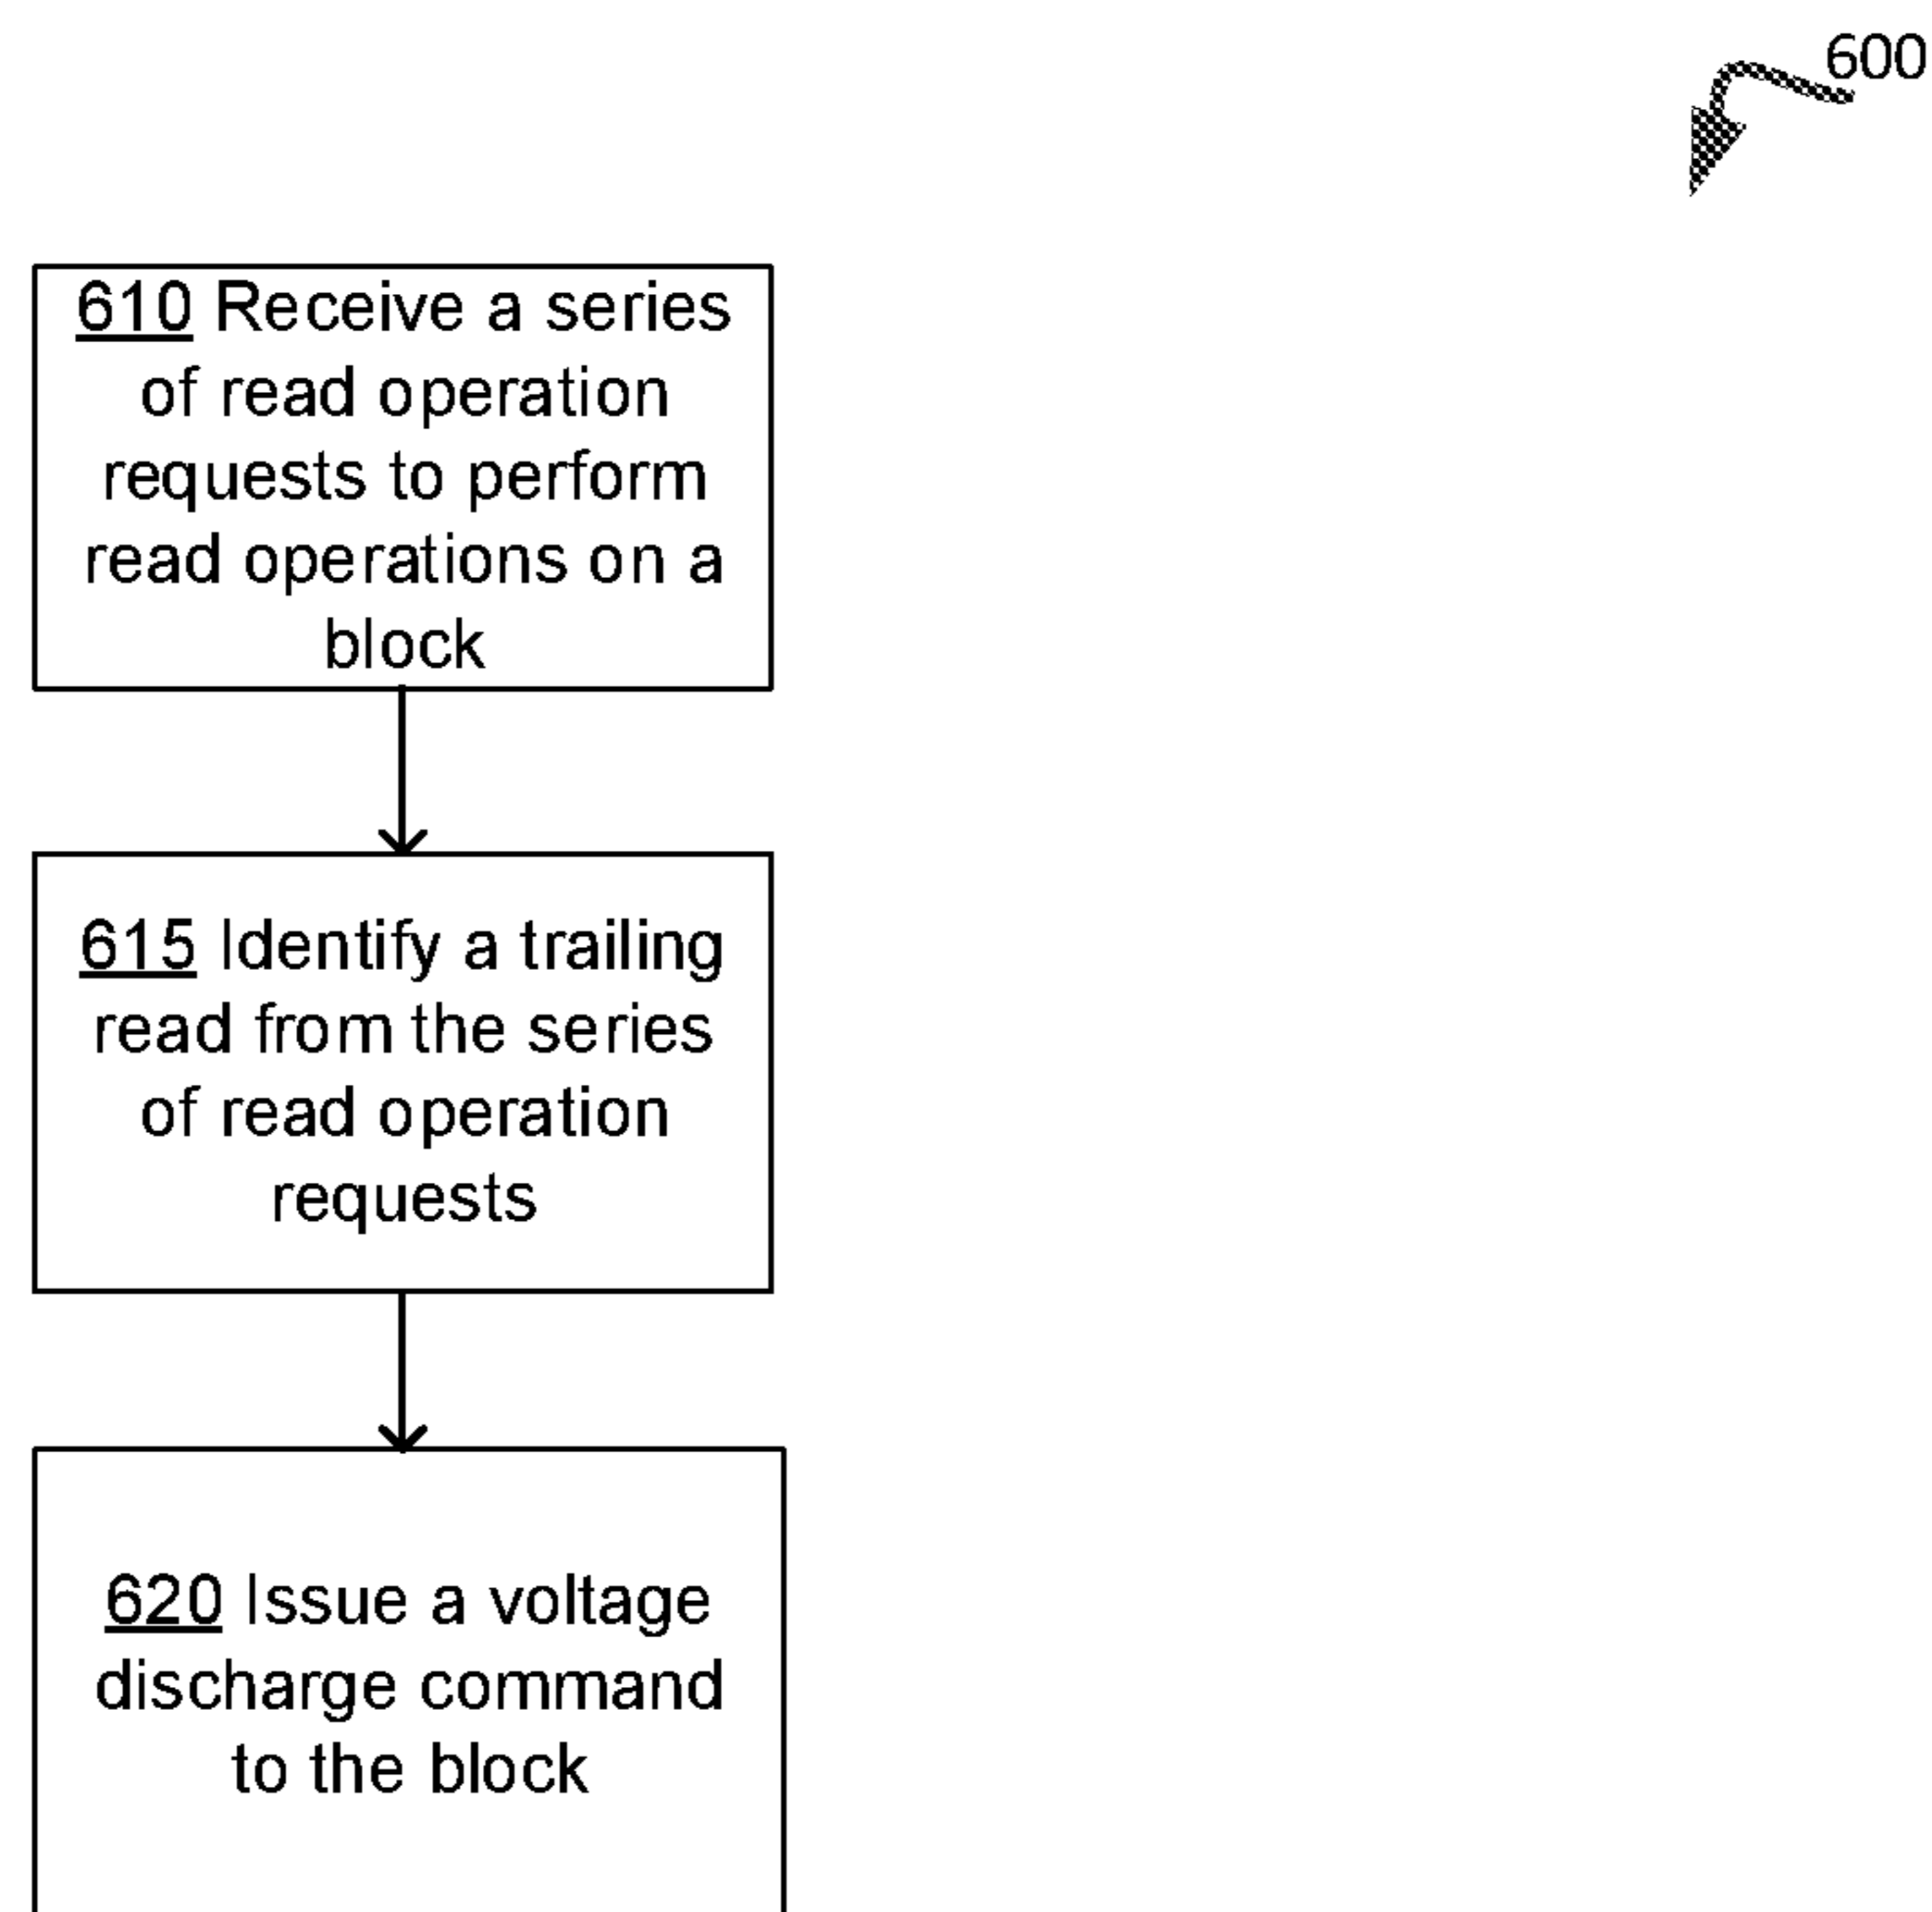 600
610 Receive a series
of read operation
requests to perform
read operations on a
block
615 Identify a trailing
read from the series
of read operation
requests
620 Issue a voltage
discharge command
to the block